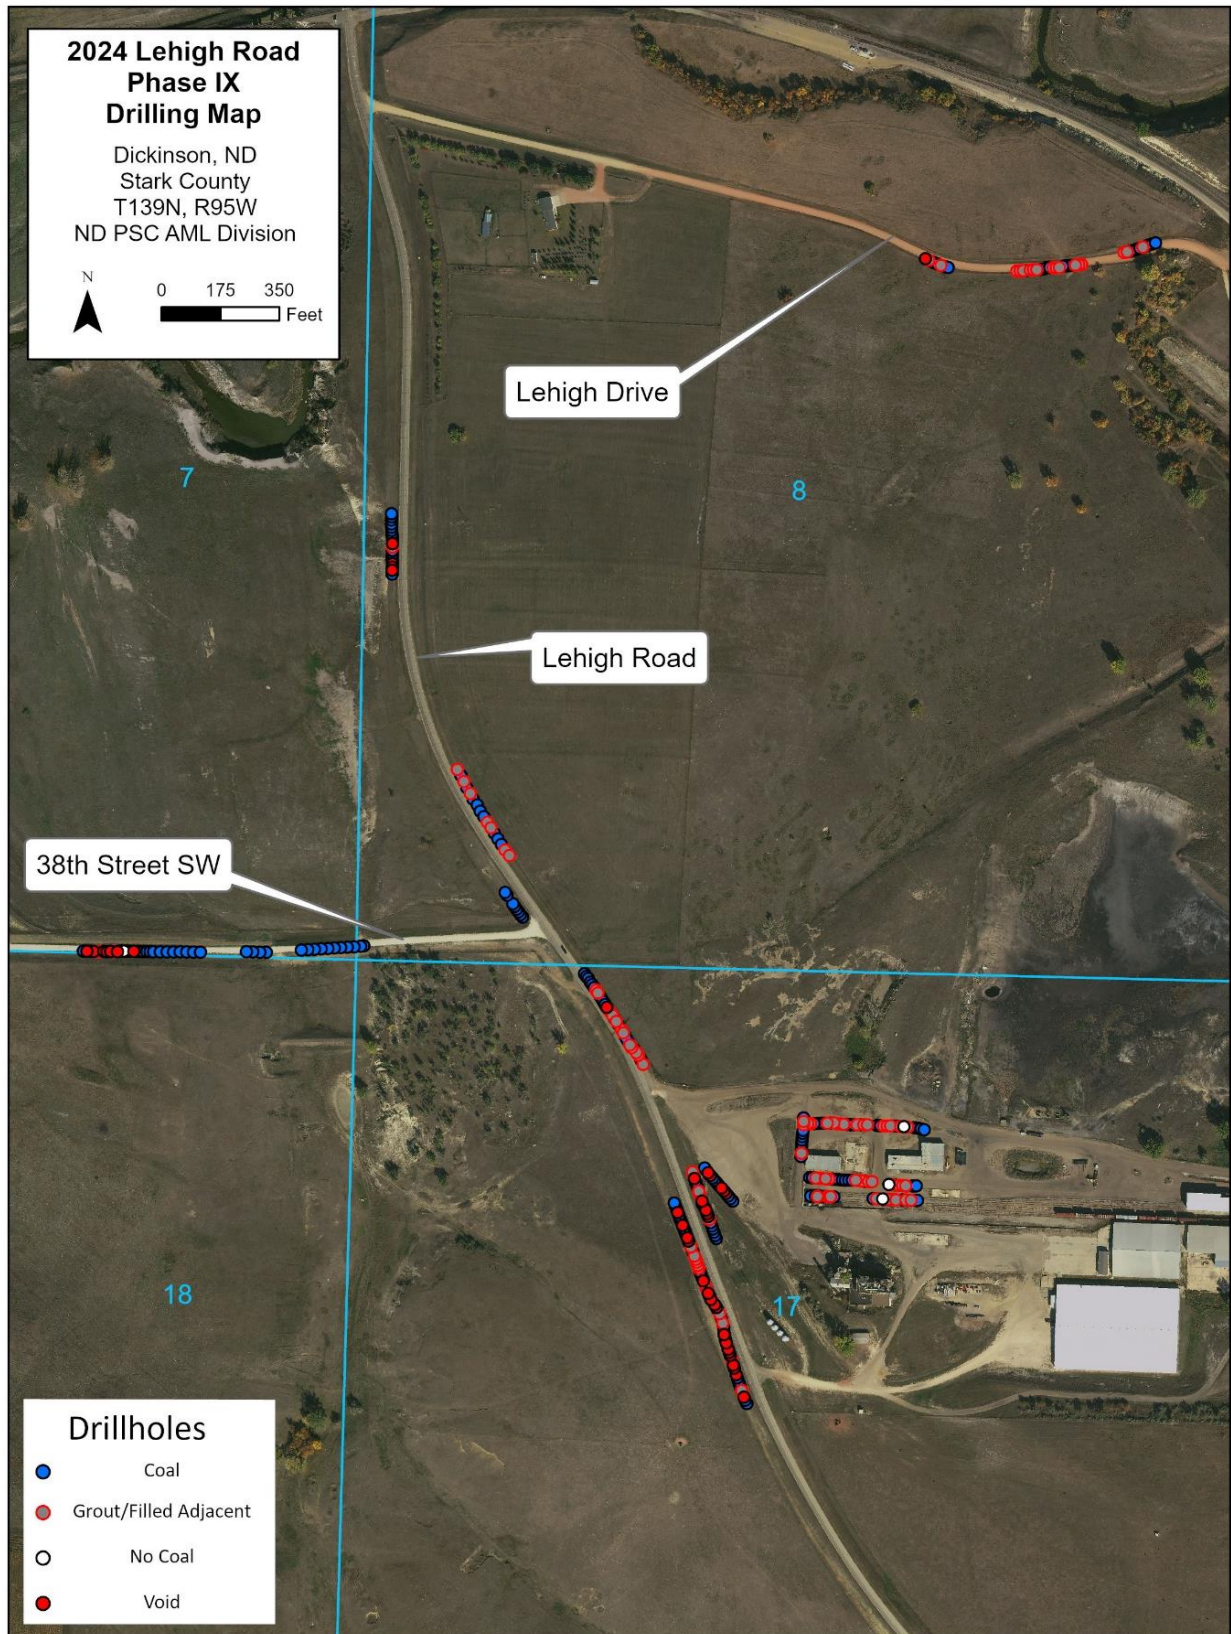 2024 Lehigh Road
Phase IX
Drilling Map
Dickinson, ND
Stark County
T139N, R95W
ND PSC AML Division
N
0 175 350
Feet
Lehigh Drive
7
8
Lehigh Road
38th Street SW
18
17
Drillholes
Coal
Grout/Filled Adjacent
No Coal
Void